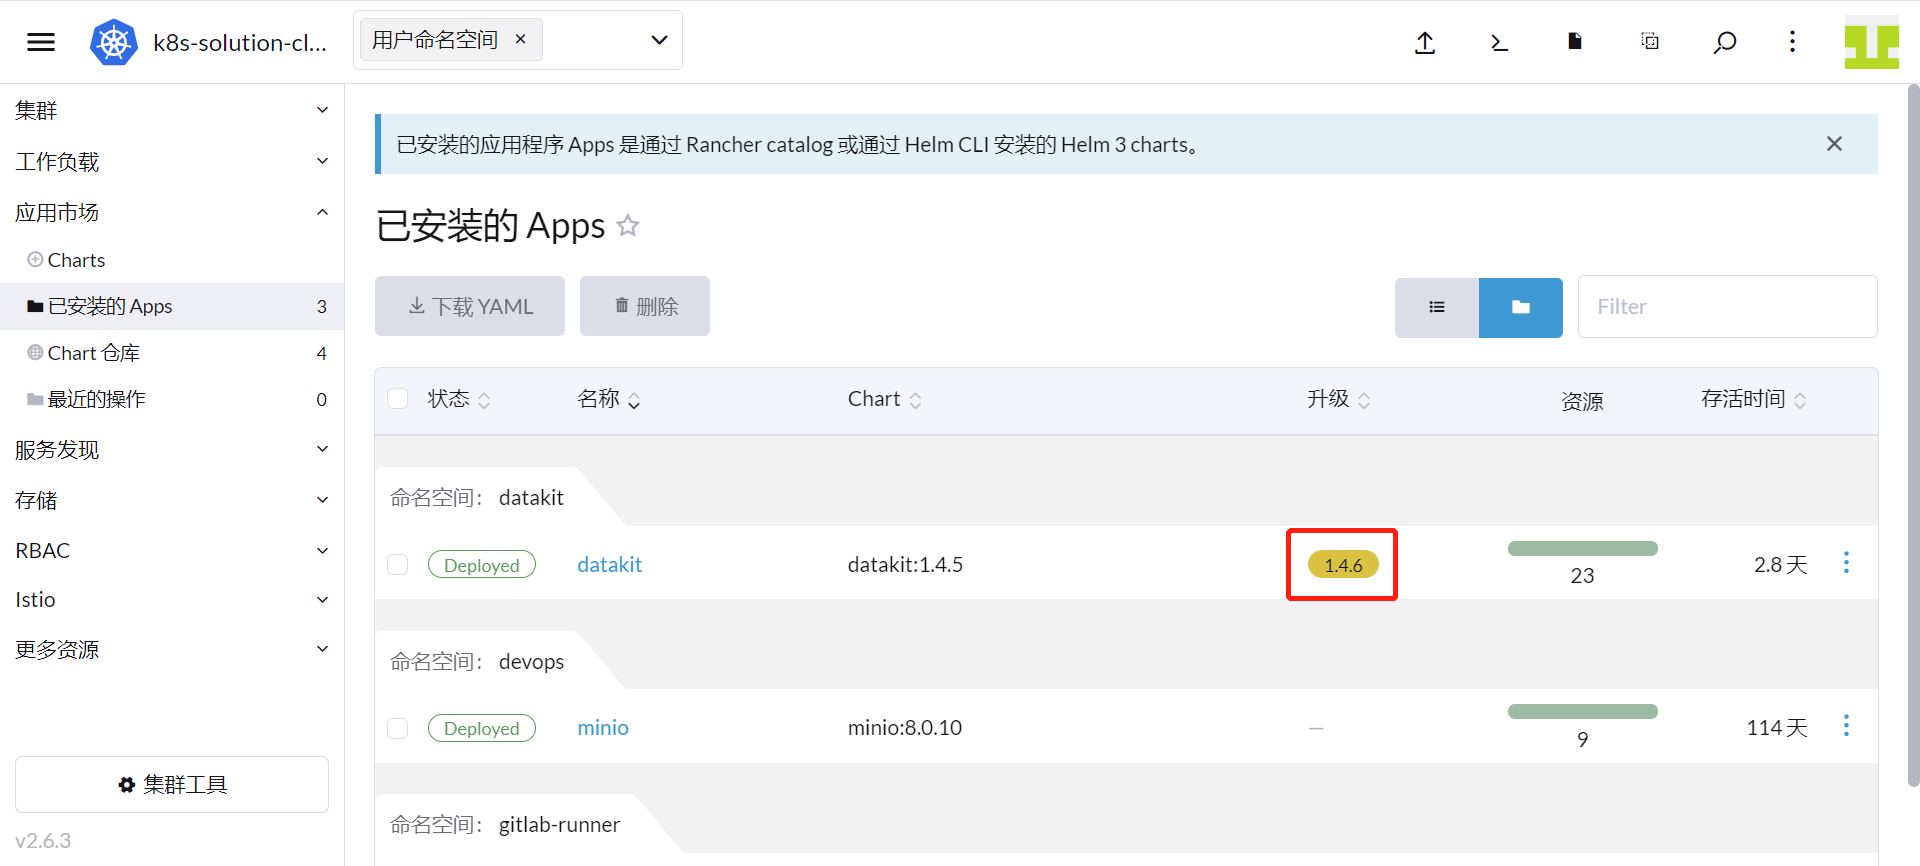 k8s-solution-cl...
用户命名空间 ×
集群
工作负载
应用市场
Charts
已安装的 Apps 3
Chart 仓库 4
最近的操作 0
服务发现
存储
RBAC
Istio
更多资源
集群工具
v2.6.3
已安装的应用程序 Apps 是通过 Rancher catalog 或通过 Helm CLI 安装的 Helm 3 charts。
已安装的 Apps
下载 YAML 删除
Filter
状态 名称 Chart 升级 资源 存活时间
命名空间： datakit
Deployed datakit datakit:1.4.5 1.4.6 23 2.8 天
命名空间： devops
Deployed minio minio:8.0.10 — 9 114 天
命名空间： gitlab-runner